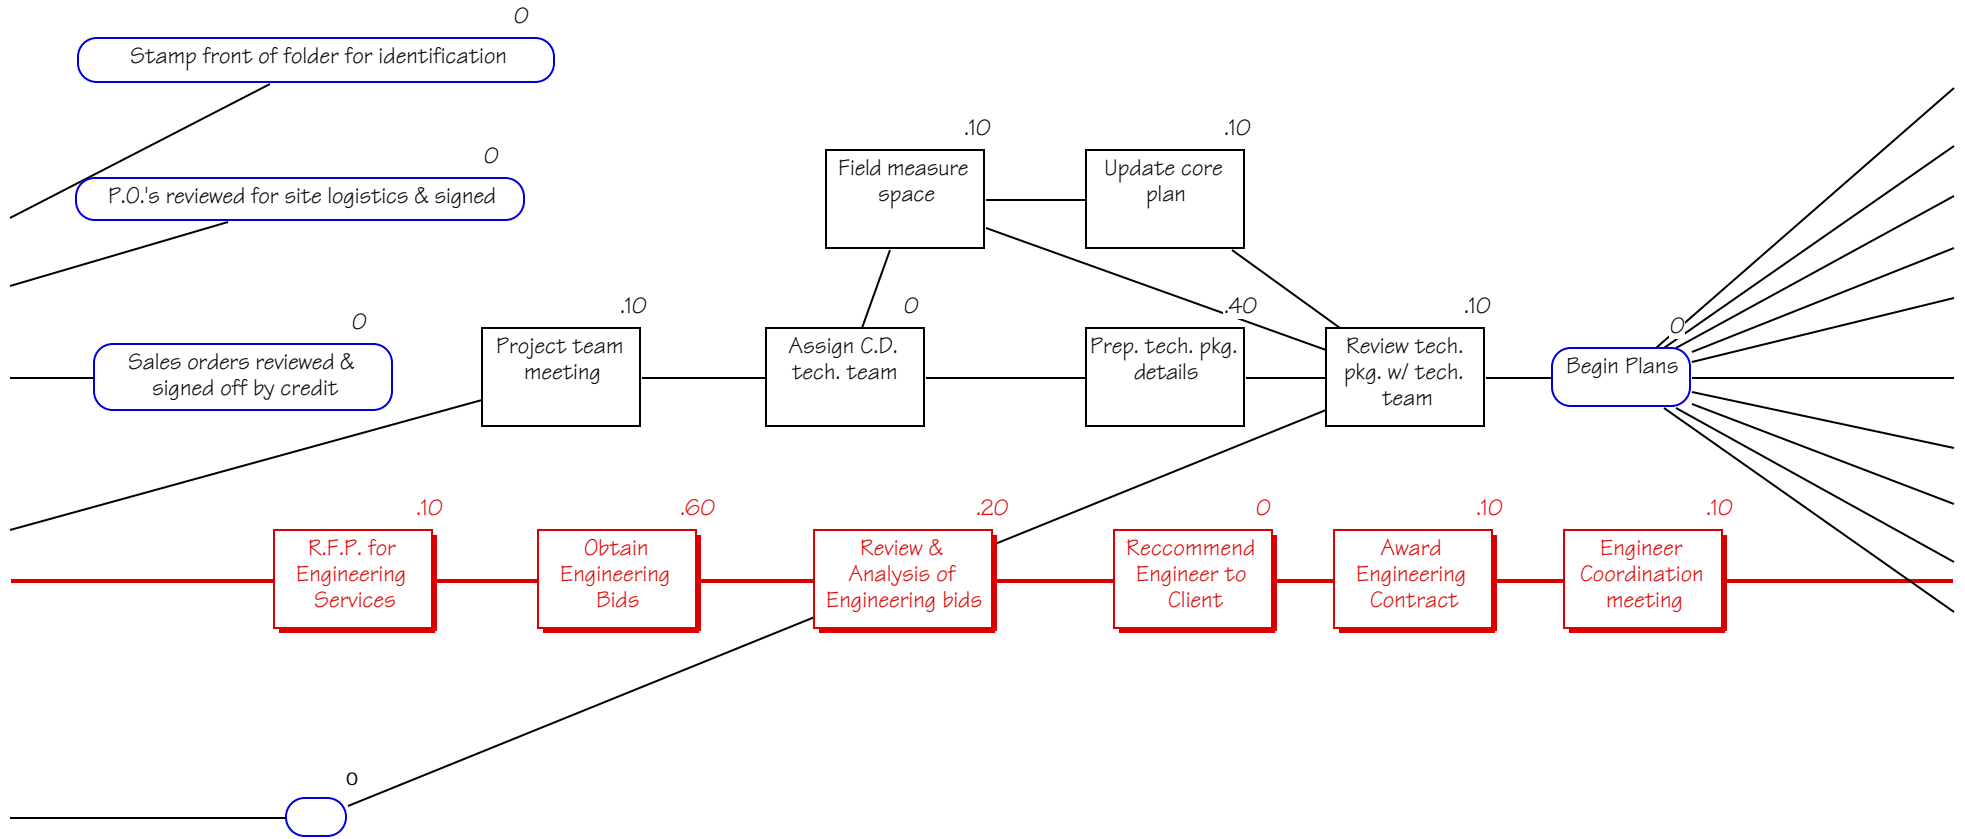 0
Stamp front of folder for identification
0
P.O.'s reviewed for site logistics & signed
.10
Field measure
space
.10
Update core
plan
0
Sales orders reviewed &
signed off by credit
.10
Project team
meeting
0
Assign C.D.
tech. team
.40
Prep. tech. pkg.
details
.10
Review tech.
pkg. w/ tech.
team
0
Begin Plans
.10
R.F.P. for
Engineering
Services
.60
Obtain
Engineering
Bids
.20
Review &
Analysis of
Engineering bids
0
Reccommend
Engineer to
Client
.10
Award
Engineering
Contract
.10
Engineer
Coordination
meeting
0